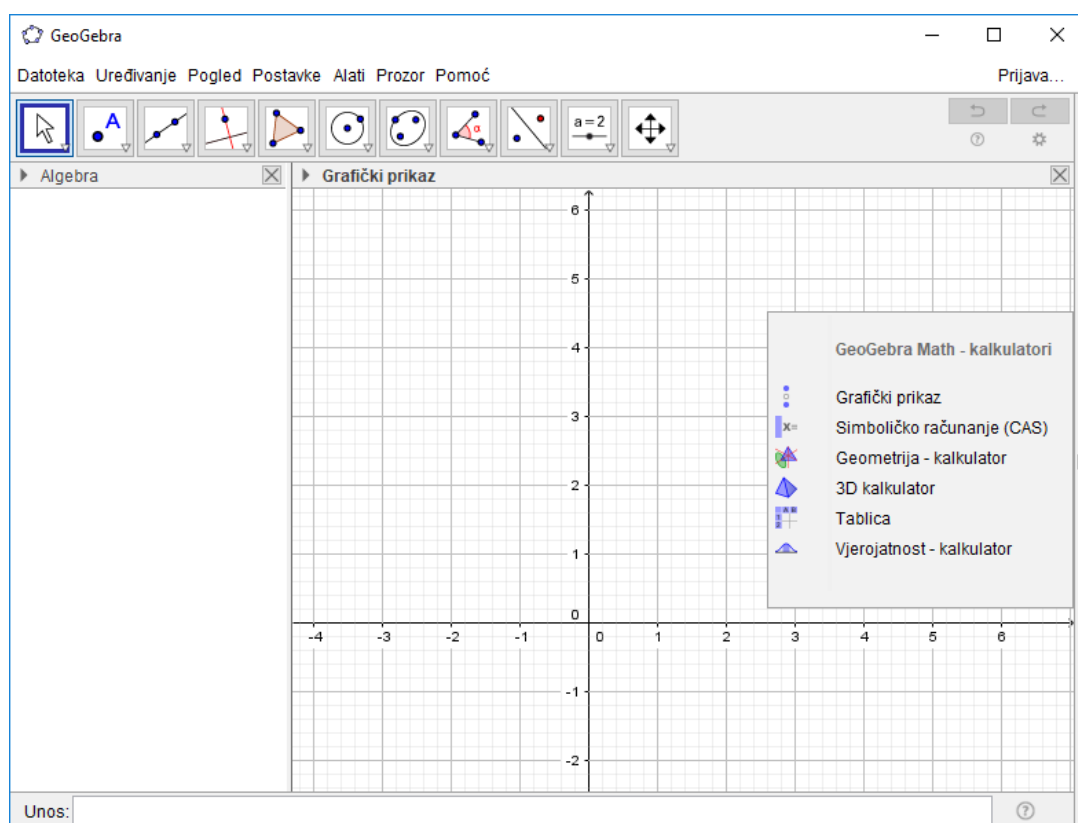 GeoGebra
Datoteka Uređivanje Pogled Postavke Alati Prozor Pomoć Prijava...
A α a=2
Algebra
Grafički prikaz
6
5
4
3
2
1
0
-1
-2
-4 -3 -2 -1 0 1 2 3 4 5 6
GeoGebra Math - kalkulatori
Grafički prikaz
x= Simboličko računanje (CAS)
Geometrija - kalkulator
3D kalkulator
Tablica
Vjerojatnost - kalkulator
Unos: